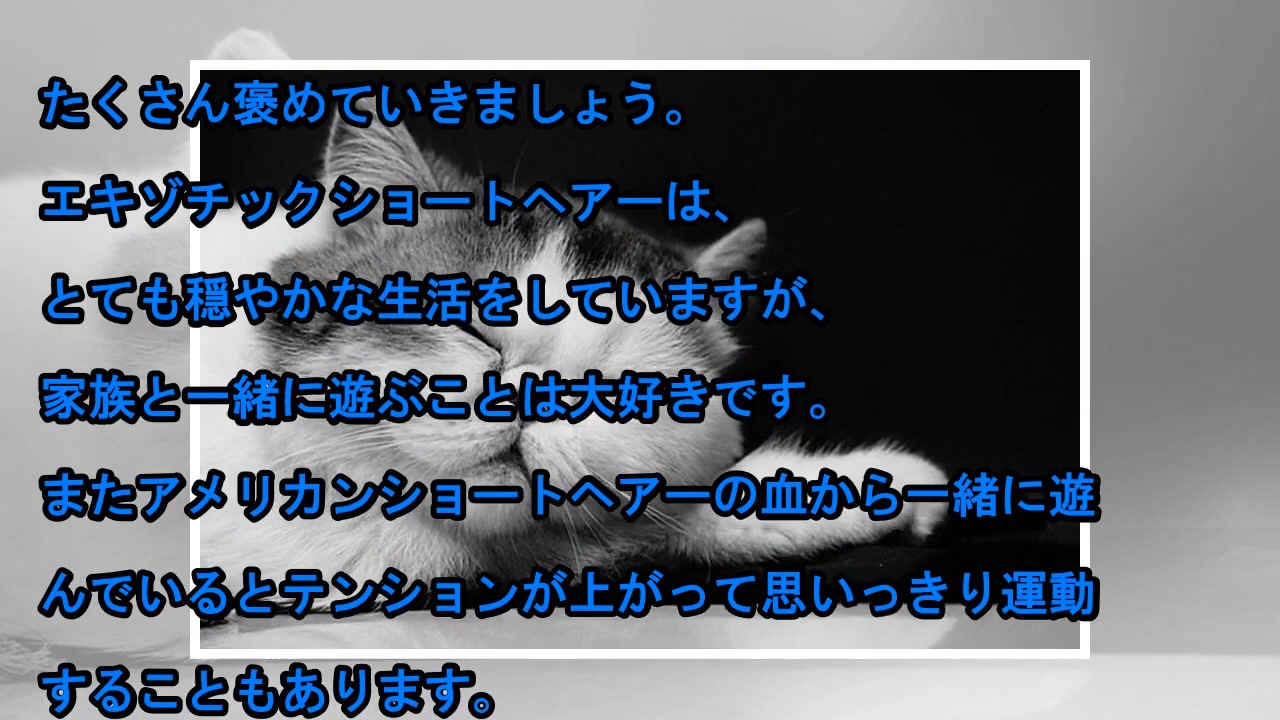 たくさん褒めていきましょう。
エキゾチックショートヘアーは、
とても穏やかな生活をしていますが、
家族と一緒に遊ぶことは大好きです。
またアメリカンショートヘアーの血から一緒に遊
んでいるとテンションが上がって思いっきり運動
することもあります。